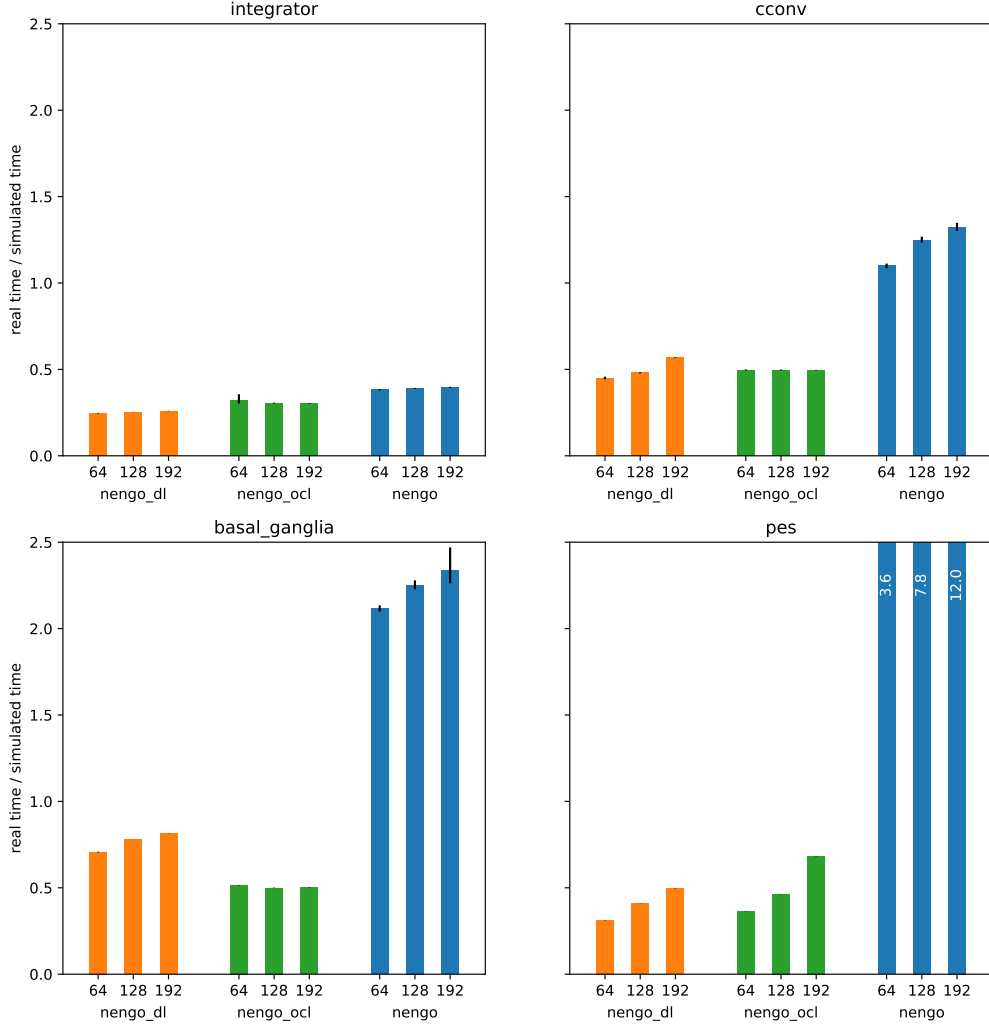 integrator
2.5
2.0
1.5
1.0
0.5
0.0
real time / simulated time
64 128 192 64 128 192 64 128 192
nengo_dl nengo_ocl nengo
cconv
64 128 192 64 128 192 64 128 192
nengo_dl nengo_ocl nengo
basal_ganglia
2.5
2.0
1.5
1.0
0.5
0.0
real time / simulated time
64 128 192 64 128 192 64 128 192
nengo_dl nengo_ocl nengo
pes
3.6 7.8 12.0
64 128 192 64 128 192 64 128 192
nengo_dl nengo_ocl nengo